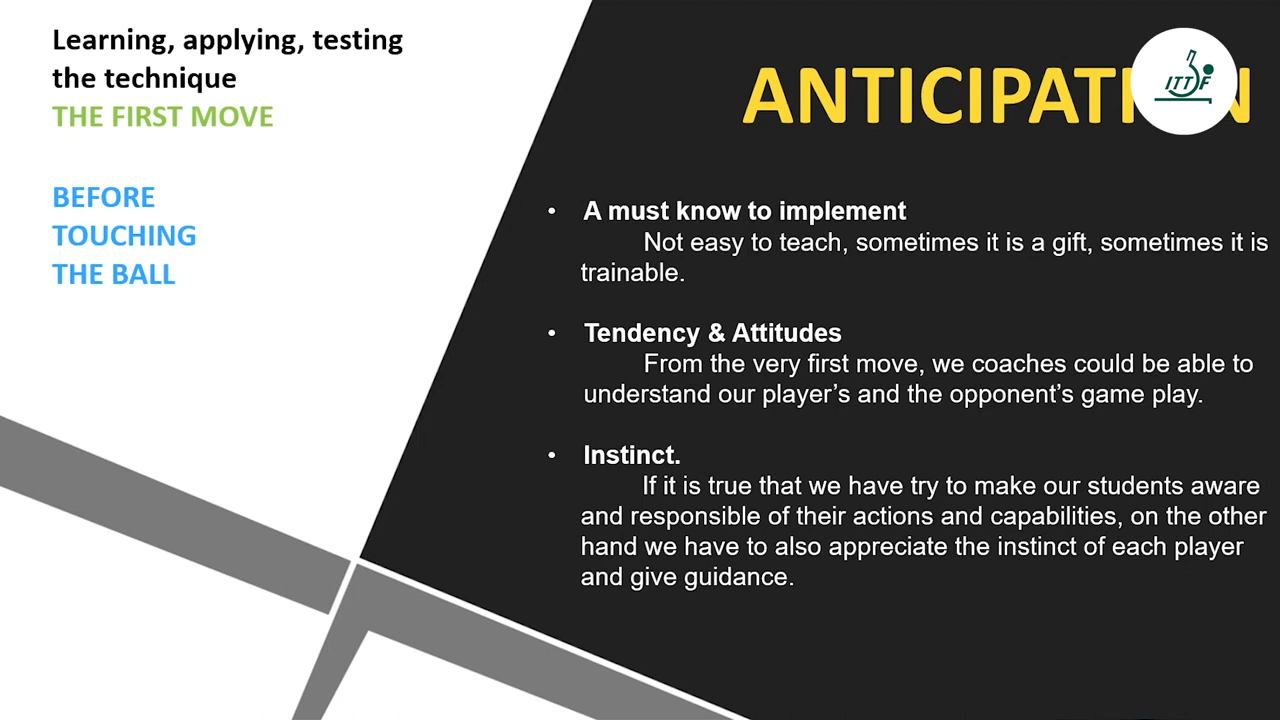 Learning, applying, testing
the technique
THE FIRST MOVE
BEFORE
TOUCHING
THE BALL
ITTF
• A must know to implement
Not easy to teach, sometimes it is a gift, sometimes it is
trainable.
• Tendency & Attitudes
From the very first move, we coaches could be able to
understand our player’s and the opponent’s game play.
• Instinct.
If it is true that we have try to make our students aware
and responsible of their actions and capabilities, on the other
hand we have to also appreciate the instinct of each player
and give guidance.